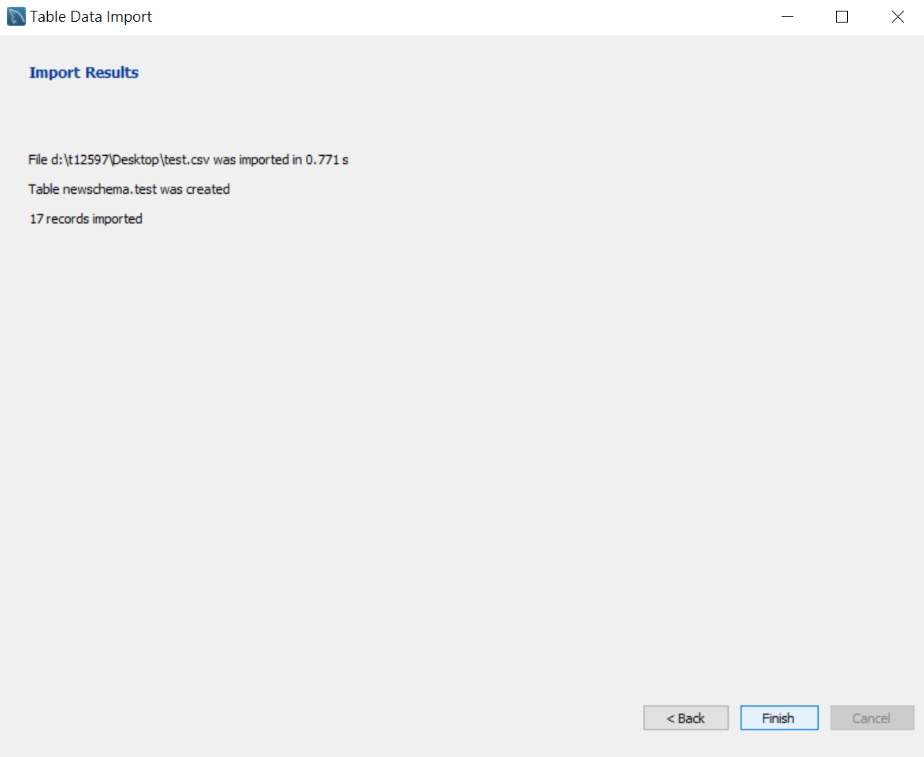 Table Data Import
Import Results
File d:\t12597\Desktop\test.csv was imported in 0.771 s
Table newschema.test was created
17 records imported
< Back
Finish
Cancel